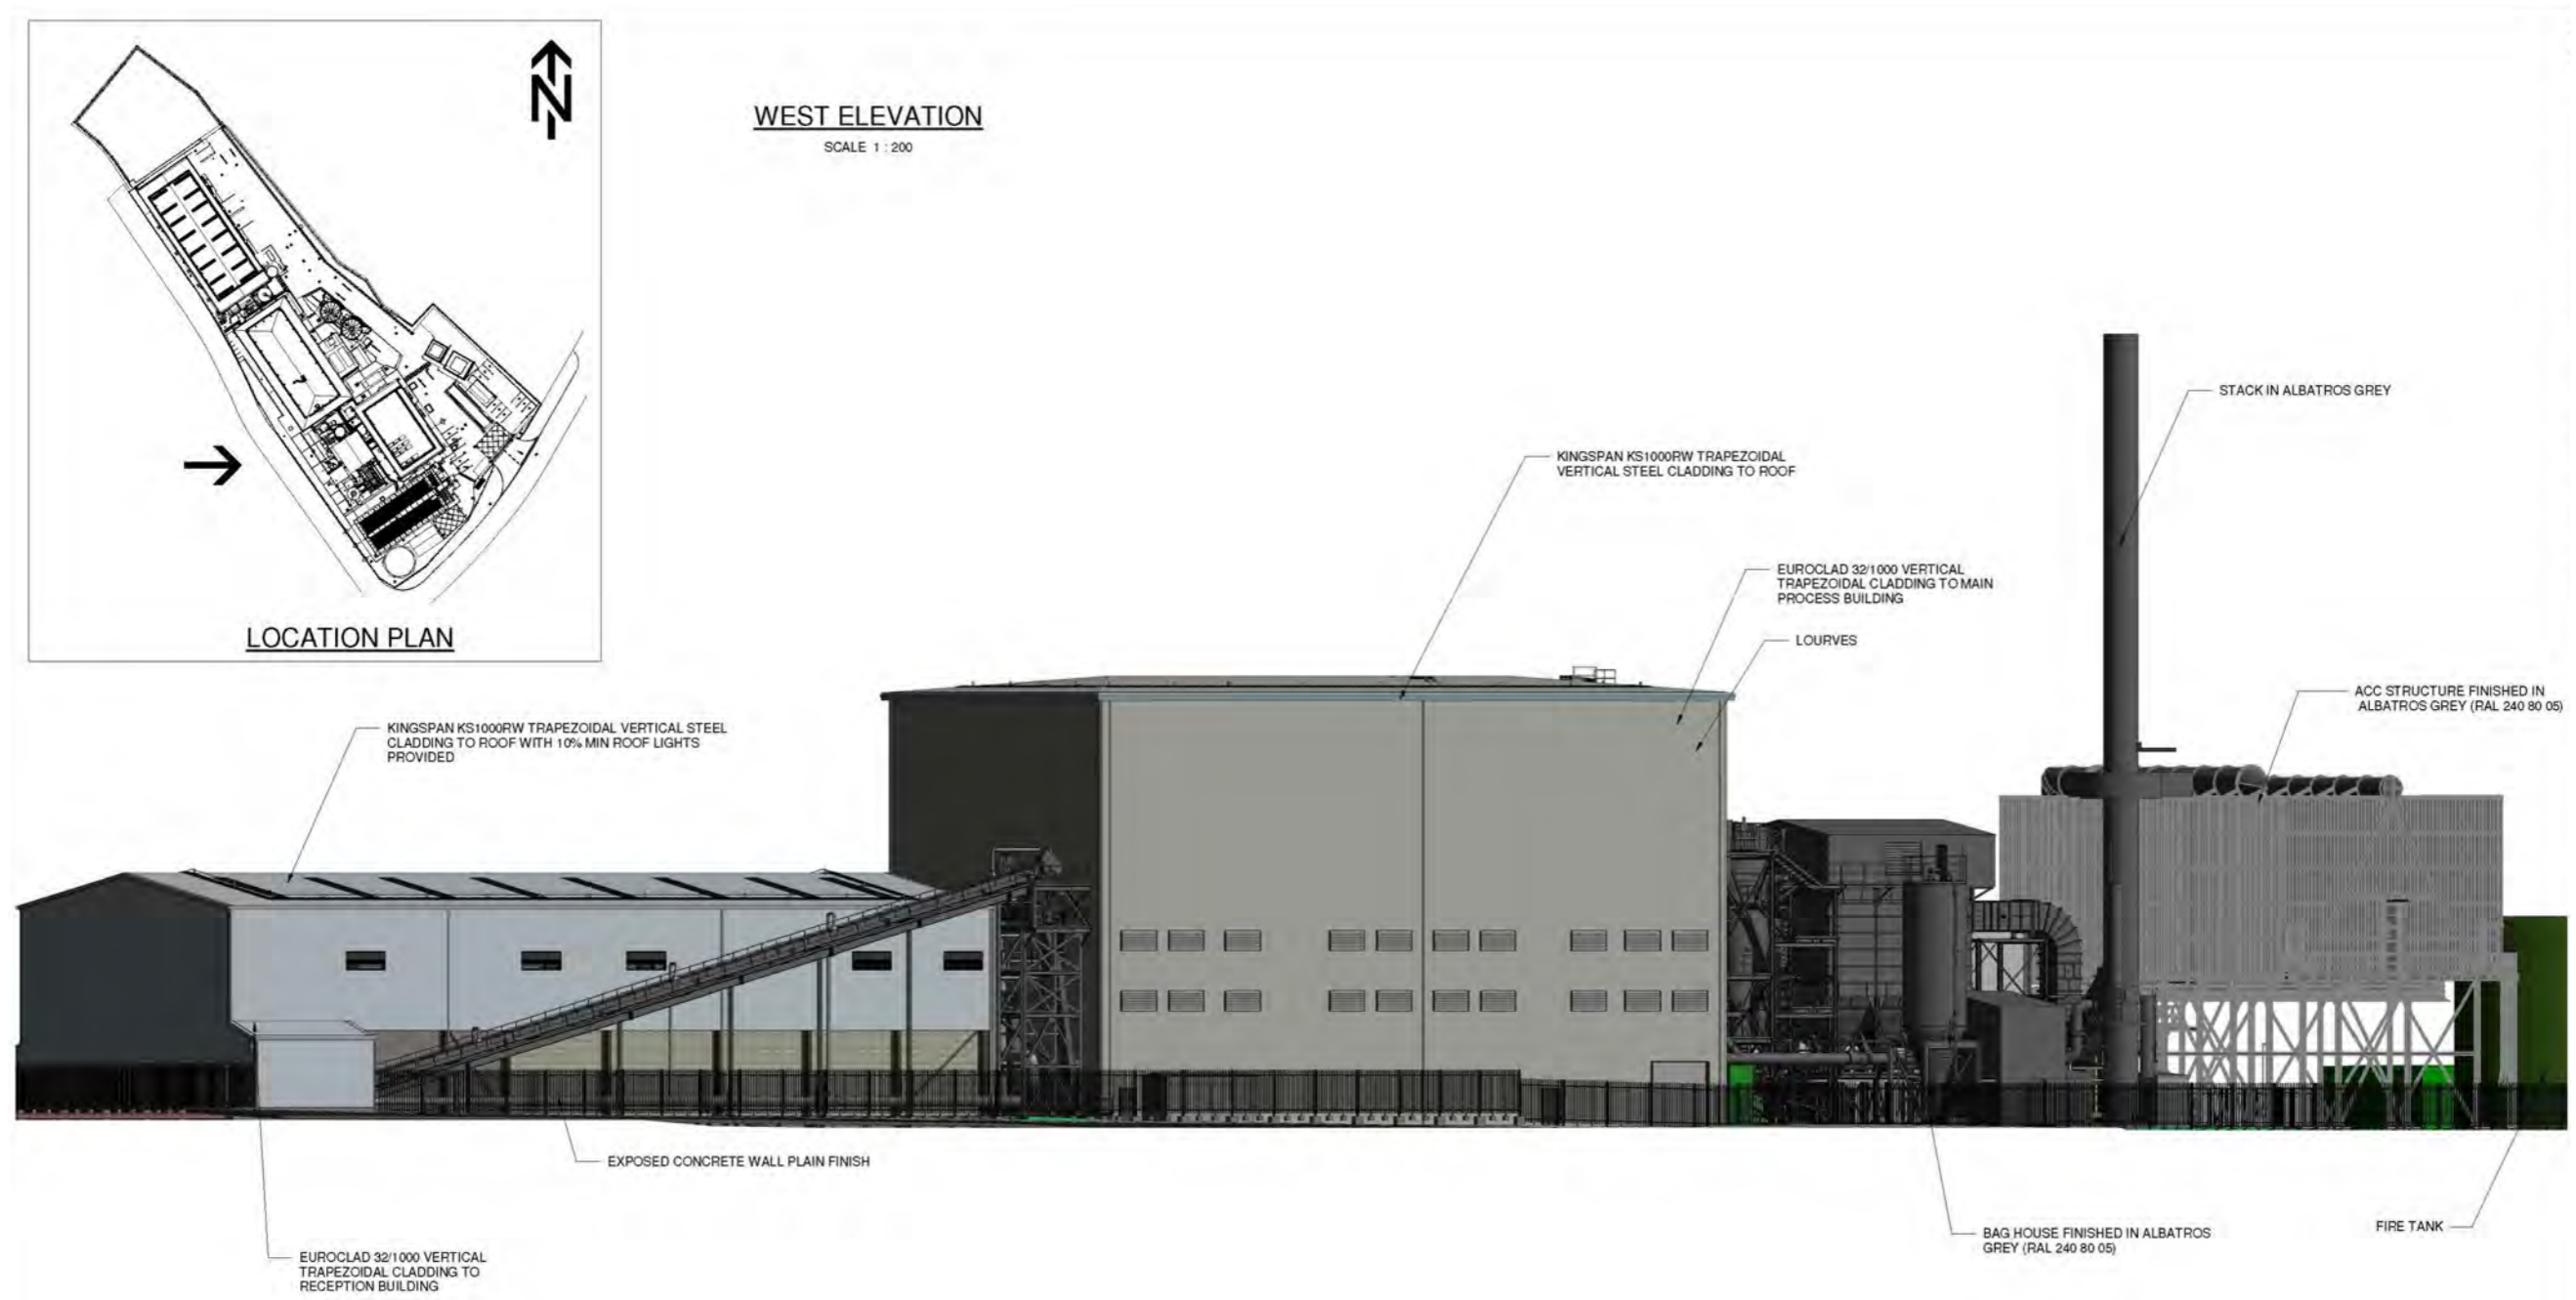 N
WEST ELEVATION
SCALE 1 : 200
LOCATION PLAN
STACK IN ALBATROS GREY
KINGSPAN KS1000RW TRAPEZOIDAL
VERTICAL STEEL CLADDING TO ROOF
EUROCLAD 32/1000 VERTICAL
TRAPEZOIDAL CLADDING TO MAIN
PROCESS BUILDING
LOURVES
ACC STRUCTURE FINISHED IN
ALBATROS GREY (RAL 240 80 05)
KINGSPAN KS1000RW TRAPEZOIDAL VERTICAL STEEL
CLADDING TO ROOF WITH 10% MIN ROOF LIGHTS
PROVIDED
EXPOSED CONCRETE WALL PLAIN FINISH
EUROCLAD 32/1000 VERTICAL
TRAPEZOIDAL CLADDING TO
RECEPTION BUILDING
BAG HOUSE FINISHED IN ALBATROS
GREY (RAL 240 80 05)
FIRE TANK